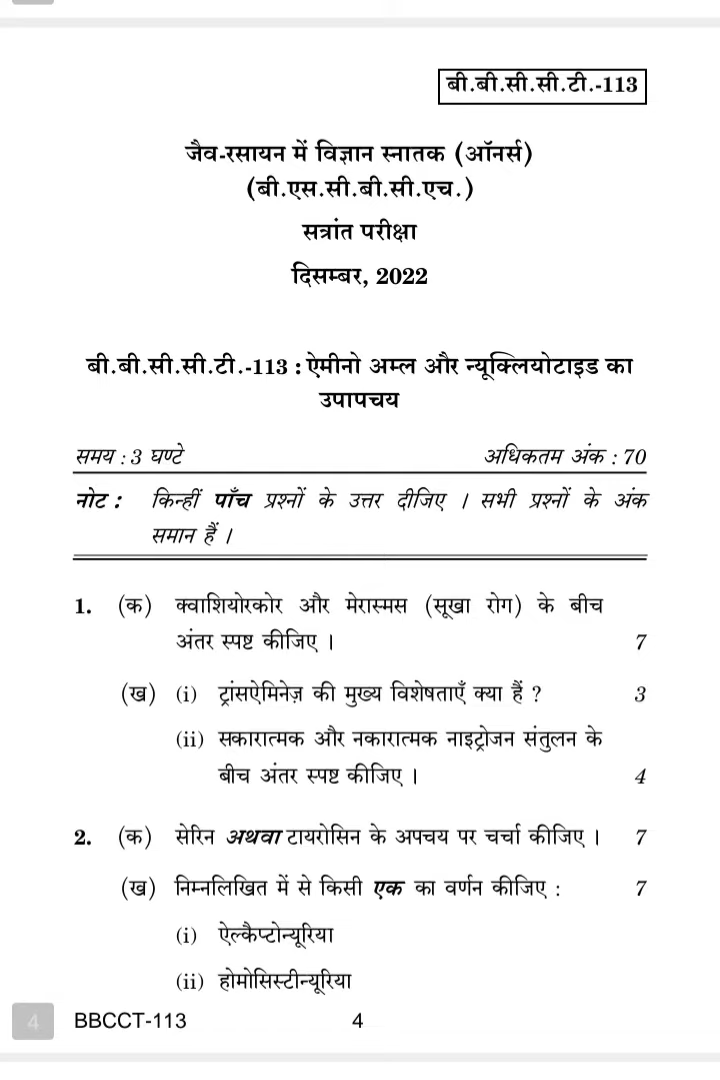 बी.बी.सी.सी.टी.-113
जैव-रसायन में विज्ञान स्नातक (ऑनर्स)
(बी.एस.सी.बी.सी.एच.)
सत्रांत परीक्षा
दिसम्बर, 2022
बी.बी.सी.सी.टी.-113 : ऐमीनो अम्ल और न्यूक्लियोटाइड का
उपापचय
समय : 3 घण्टे अधिकतम अंक : 70
नोट : किन्हीं पाँच प्रश्नों के उत्तर दीजिए । सभी प्रश्नों के अंक
समान हैं ।
1. (क) क्वाशियोरकोर और मेरास्मस (सूखा रोग) के बीच
अंतर स्पष्ट कीजिए । 7
(ख) (i) ट्रांसऐमिनेज़ की मुख्य विशेषताएँ क्या हैं ? 3
(ii) सकारात्मक और नकारात्मक नाइट्रोजन संतुलन के
बीच अंतर स्पष्ट कीजिए । 4
2. (क) सेरिन अथवा टायरोसिन के अपचय पर चर्चा कीजिए । 7
(ख) निम्नलिखित में से किसी एक का वर्णन कीजिए : 7
(i) ऐल्कैप्टोन्यूरिया
(ii) होमोसिस्टीन्यूरिया
4 BBCCT-113 4